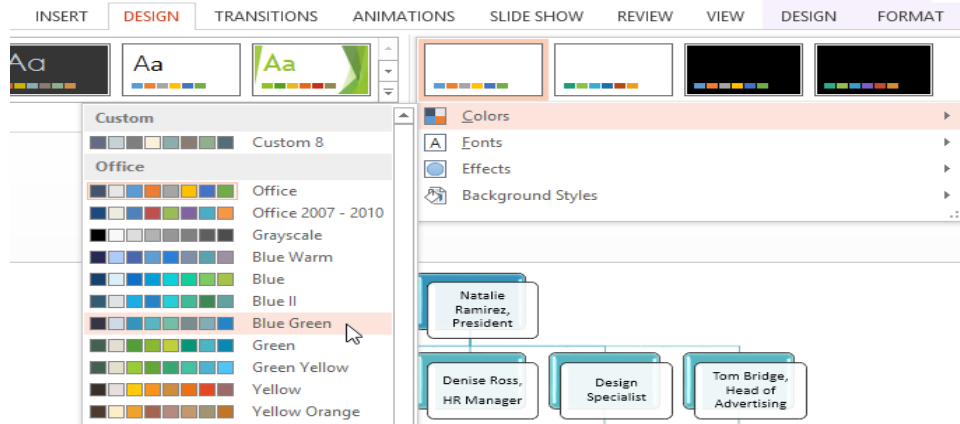 INSERT DESIGN TRANSITIONS ANIMATIONS SLIDE SHOW REVIEW VIEW DESIGN FORMAT
Aa Aa Aa
Custom
Custom 8
Office
Office
Office 2007 - 2010
Grayscale
Blue Warm
Blue
Blue II
Blue Green
Green
Green Yellow
Yellow
Yellow Orange
Colors
Fonts
Effects
Background Styles
Natalie
Ramirez,
President
Denise Ross,
HR Manager
Design
Specialist
Tom Bridge,
Head of
Advertising